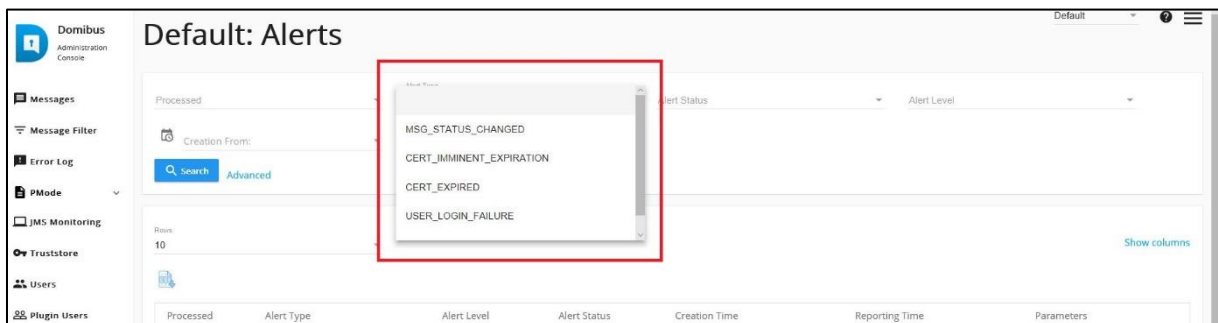 Domibus
Administration
Console
Default: Alerts
Default
Messages
Message Filter
Error Log
PMode
JMS Monitoring
Truststore
Users
Plugin Users
Processed
Alert Type
Alert Status
Alert Level
Creation From:
Search
Advanced
MSG_STATUS_CHANGED
CERT_IMMINENT_EXPIRATION
CERT_EXPIRED
USER_LOGIN_FAILURE
Rows
10
Show columns
Processed Alert Type Alert Level Alert Status Creation Time Reporting Time Parameters